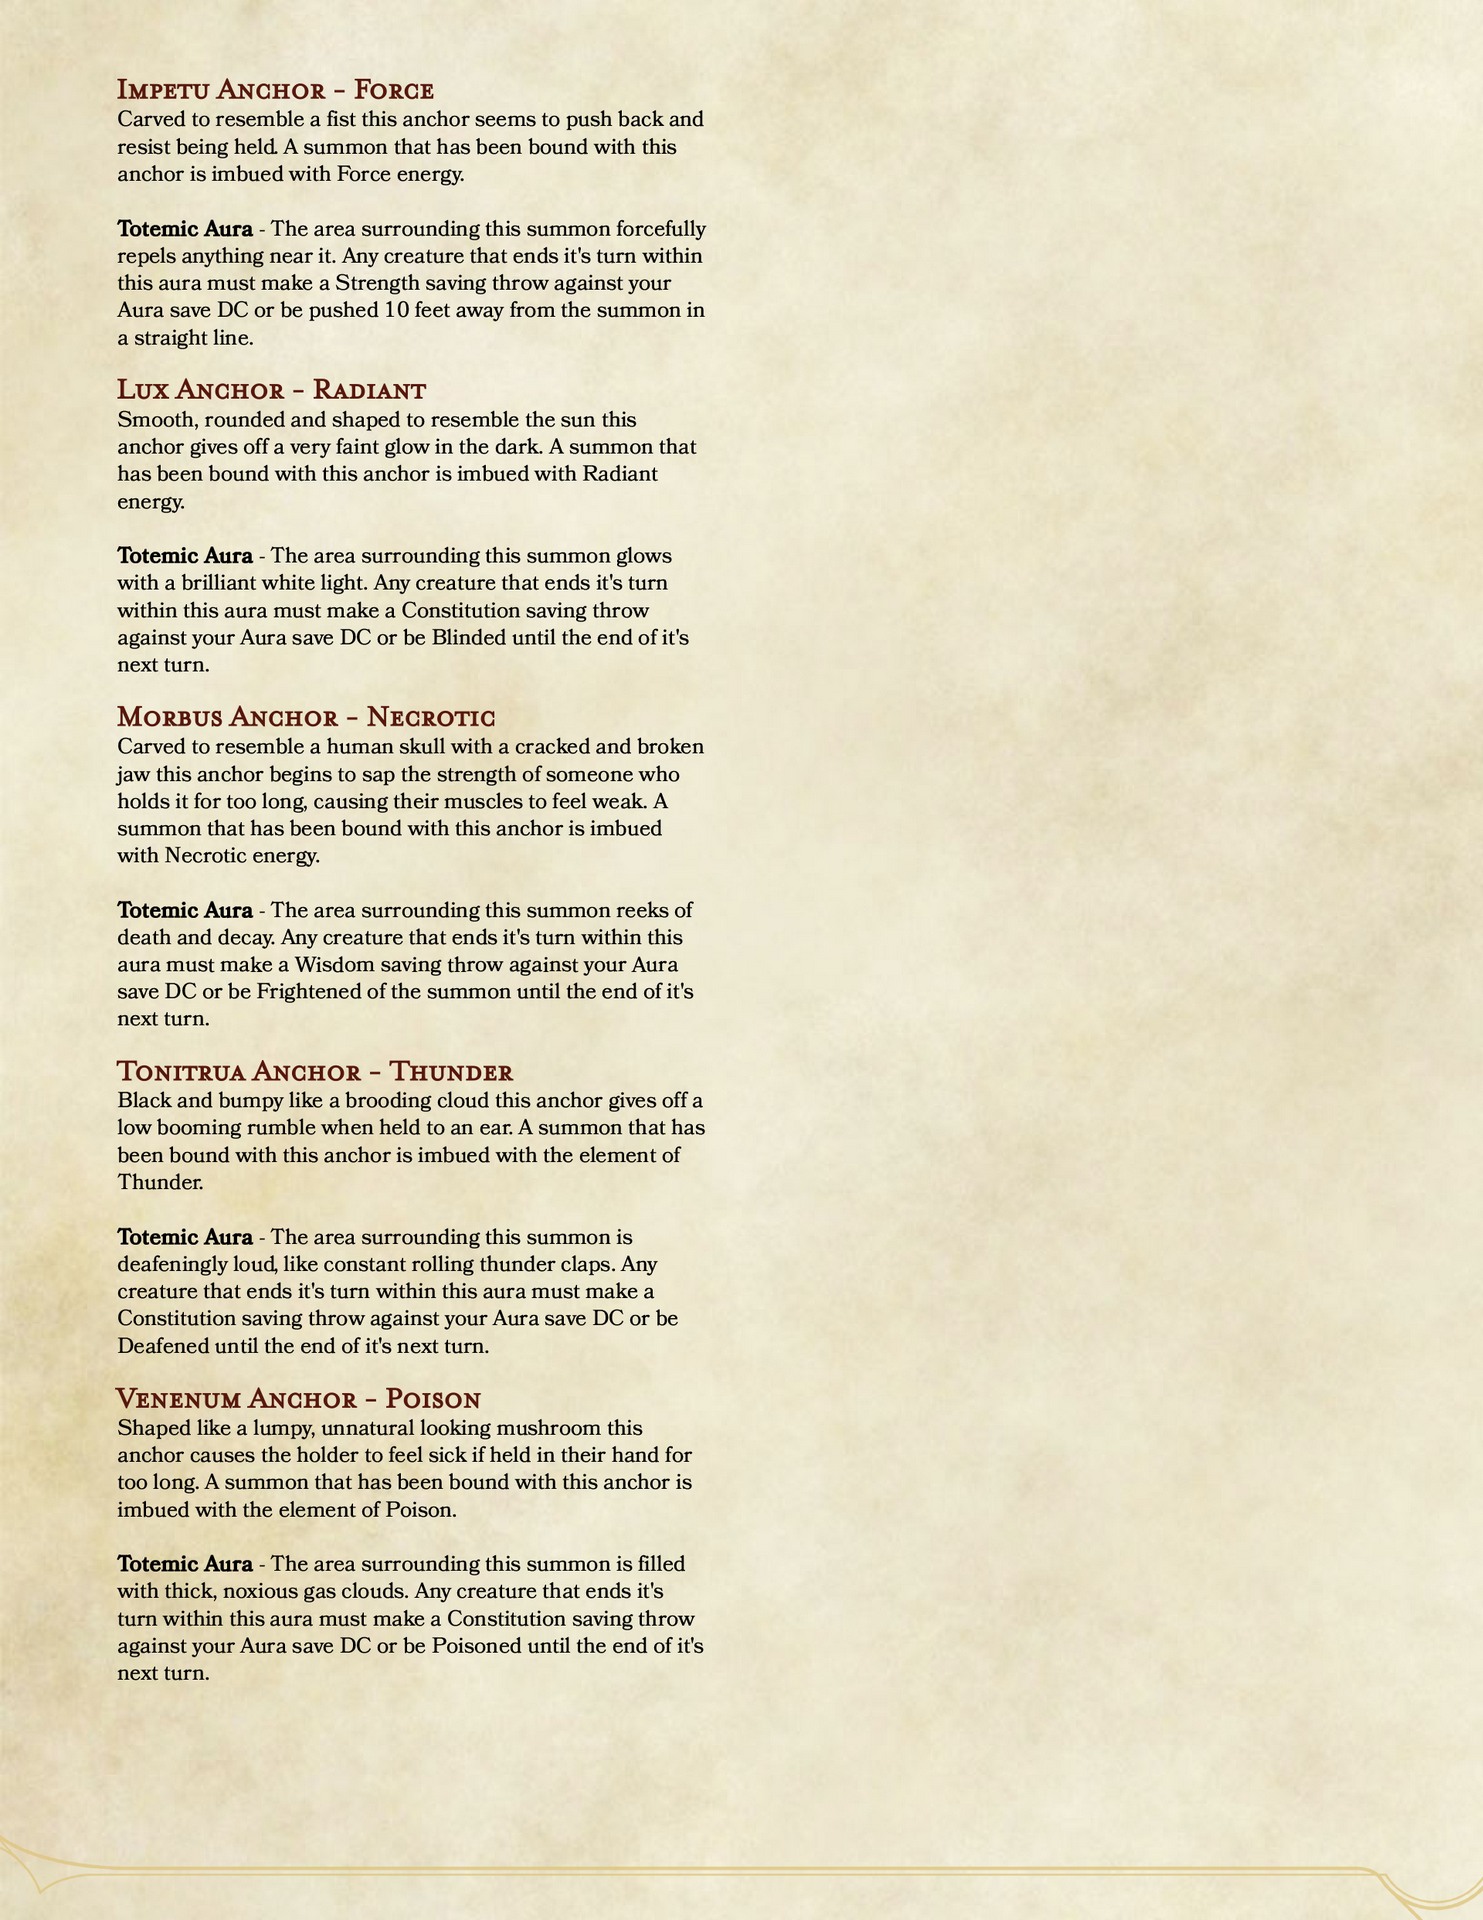 Impetu Anchor - Force
Carved to resemble a fist this anchor seems to push back and
resist being held. A summon that has been bound with this
anchor is imbued with Force energy.
Totemic Aura - The area surrounding this summon forcefully
repels anything near it. Any creature that ends it's turn within
this aura must make a Strength saving throw against your
Aura save DC or be pushed 10 feet away from the summon in
a straight line.
Lux Anchor - Radiant
Smooth, rounded and shaped to resemble the sun this
anchor gives off a very faint glow in the dark. A summon that
has been bound with this anchor is imbued with Radiant
energy.
Totemic Aura - The area surrounding this summon glows
with a brilliant white light. Any creature that ends it's turn
within this aura must make a Constitution saving throw
against your Aura save DC or be Blinded until the end of it's
next turn.
Morbus Anchor - Necrotic
Carved to resemble a human skull with a cracked and broken
jaw this anchor begins to sap the strength of someone who
holds it for too long, causing their muscles to feel weak. A
summon that has been bound with this anchor is imbued
with Necrotic energy.
Totemic Aura - The area surrounding this summon reeks of
death and decay. Any creature that ends it's turn within this
aura must make a Wisdom saving throw against your Aura
save DC or be Frightened of the summon until the end of it's
next turn.
Tonitrua Anchor - Thunder
Black and bumpy like a brooding cloud this anchor gives off a
low booming rumble when held to an ear. A summon that has
been bound with this anchor is imbued with the element of
Thunder.
Totemic Aura - The area surrounding this summon is
deafeningly loud, like constant rolling thunder claps. Any
creature that ends it's turn within this aura must make a
Constitution saving throw against your Aura save DC or be
Deafened until the end of it's next turn.
Venenum Anchor - Poison
Shaped like a lumpy, unnatural looking mushroom this
anchor causes the holder to feel sick if held in their hand for
too long. A summon that has been bound with this anchor is
imbued with the element of Poison.
Totemic Aura - The area surrounding this summon is filled
with thick, noxious gas clouds. Any creature that ends it's
turn within this aura must make a Constitution saving throw
against your Aura save DC or be Poisoned until the end of it's
next turn.